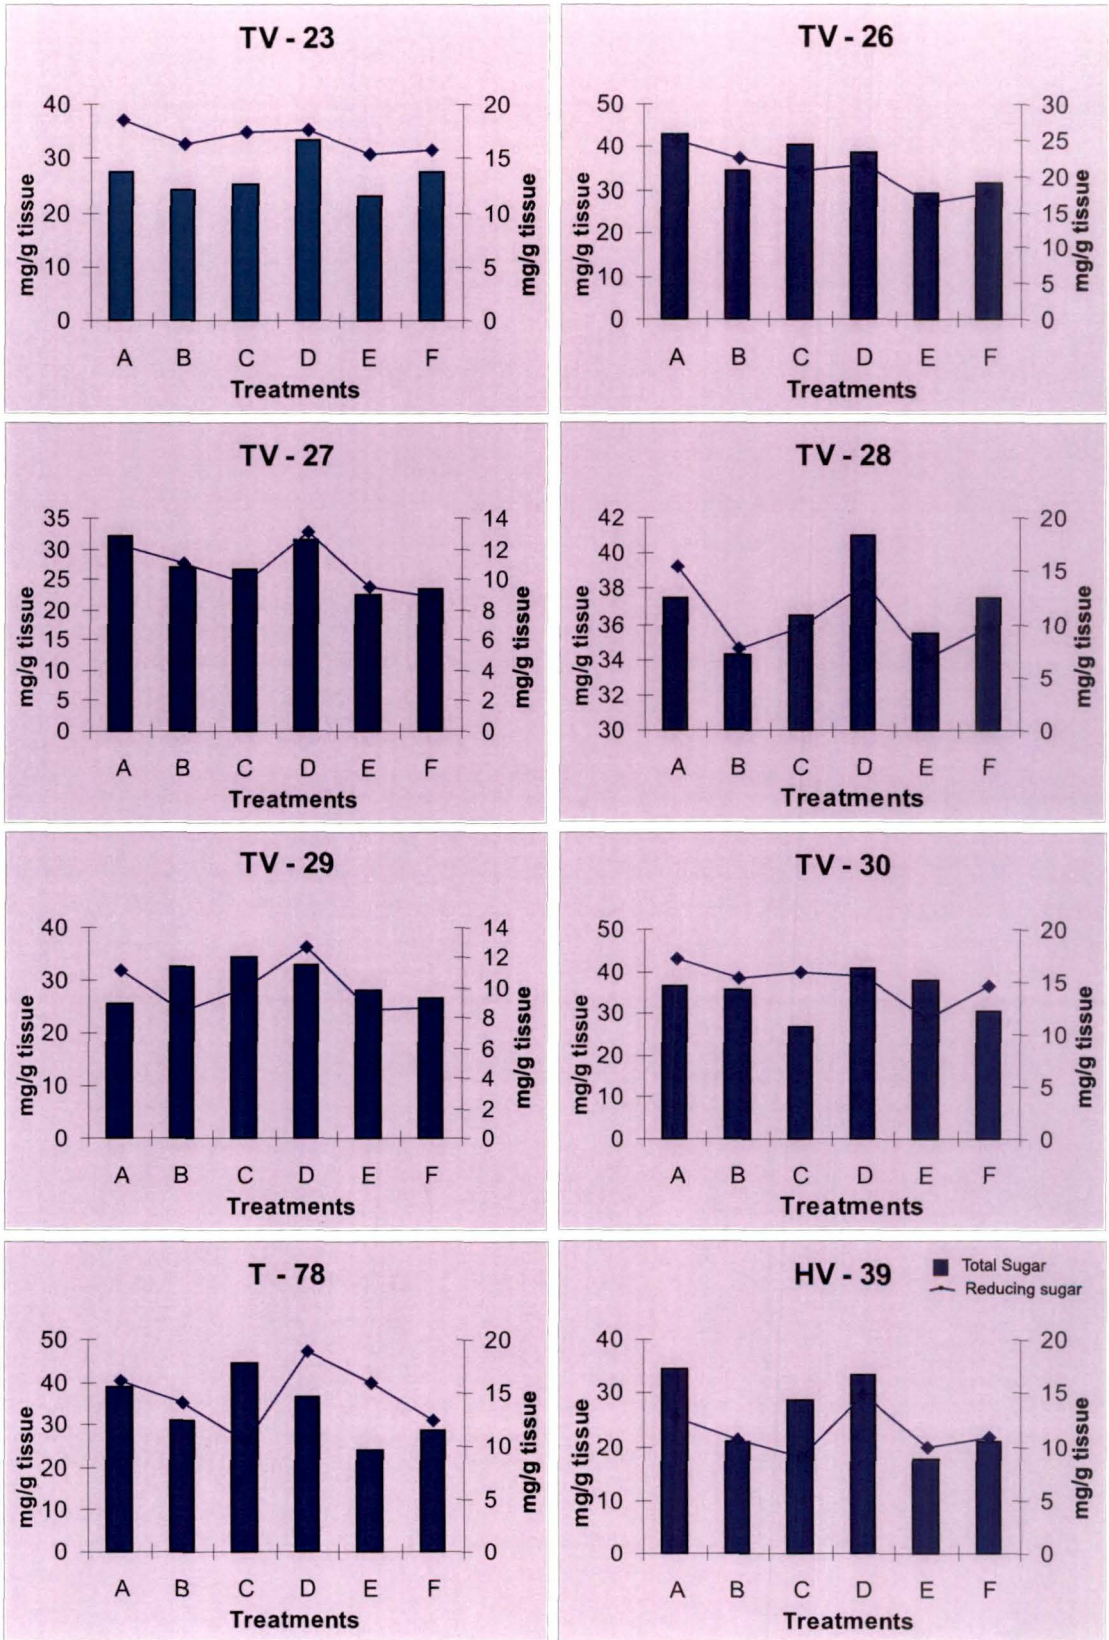 TV - 23
40
30
20
10
0
20
15
10
5
0
mg/g tissue
mg/g tissue
A B C D E F
Treatments
TV - 26
50
40
30
20
10
0
30
25
20
15
10
5
0
mg/g tissue
mg/g tissue
A B C D E F
Treatments
TV - 27
35
30
25
20
15
10
5
0
14
12
10
8
6
4
2
0
mg/g tissue
mg/g tissue
A B C D E F
Treatments
TV - 28
42
40
38
36
34
32
30
20
15
10
5
0
mg/g tissue
mg/g tissue
A B C D E F
Treatments
TV - 29
40
30
20
10
0
14
12
10
8
6
4
2
0
mg/g tissue
mg/g tissue
A B C D E F
Treatments
TV - 30
50
40
30
20
10
0
20
15
10
5
0
mg/g tissue
mg/g tissue
A B C D E F
Treatments
T - 78
50
40
30
20
10
0
20
15
10
5
0
mg/g tissue
mg/g tissue
A B C D E F
Treatments
HV - 39
Total Sugar
Reducing sugar
40
30
20
10
0
20
15
10
5
0
mg/g tissue
mg/g tissue
A B C D E F
Treatments